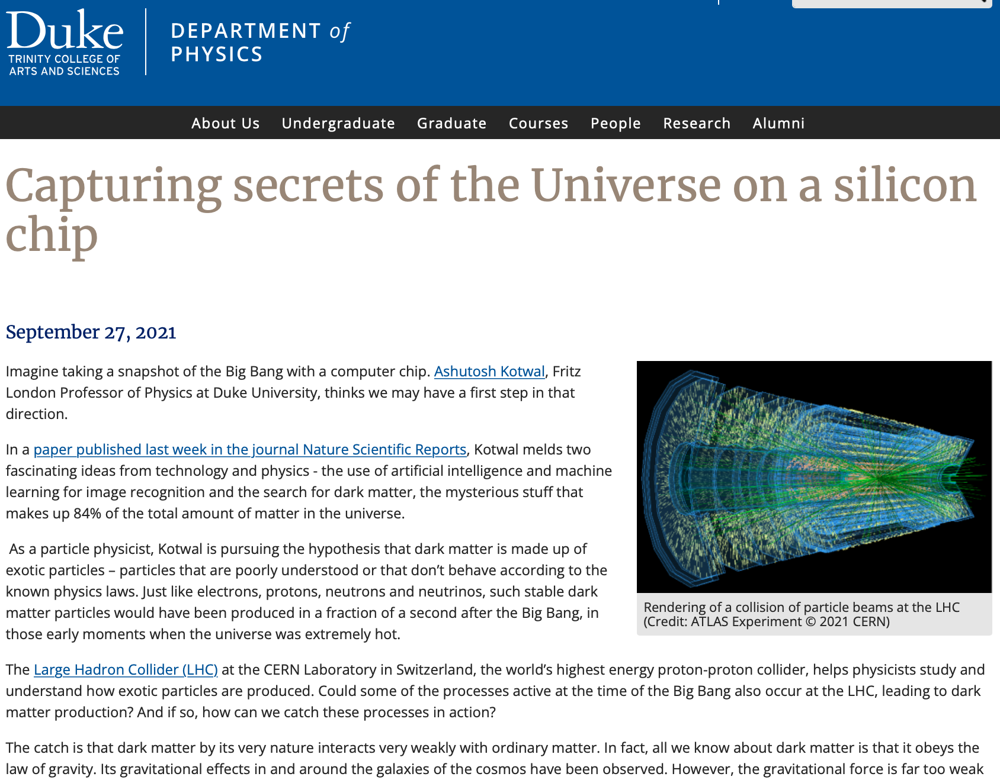 Duke
TRINITY COLLEGE OF
ARTS AND SCIENCES
DEPARTMENT of
PHYSICS
About Us Undergraduate Graduate Courses People Research Alumni
Capturing secrets of the Universe on a silicon
chip
September 27, 2021
Imagine taking a snapshot of the Big Bang with a computer chip. Ashutosh Kotwal, Fritz
London Professor of Physics at Duke University, thinks we may have a first step in that
direction.
In a paper published last week in the journal Nature Scientific Reports, Kotwal melds two
fascinating ideas from technology and physics - the use of artificial intelligence and machine
learning for image recognition and the search for dark matter, the mysterious stuff that
makes up 84% of the total amount of matter in the universe.
As a particle physicist, Kotwal is pursuing the hypothesis that dark matter is made up of
exotic particles – particles that are poorly understood or that don’t behave according to the
known physics laws. Just like electrons, protons, neutrons and neutrinos, such stable dark
matter particles would have been produced in a fraction of a second after the Big Bang, in
those early moments when the universe was extremely hot.
Rendering of a collision of particle beams at the LHC
(Credit: ATLAS Experiment © 2021 CERN)
The Large Hadron Collider (LHC) at the CERN Laboratory in Switzerland, the world’s highest energy proton-proton collider, helps physicists study and
understand how exotic particles are produced. Could some of the processes active at the time of the Big Bang also occur at the LHC, leading to dark
matter production? And if so, how can we catch these processes in action?
The catch is that dark matter by its very nature interacts very weakly with ordinary matter. In fact, all we know about dark matter is that it obeys the
law of gravity. Its gravitational effects in and around the galaxies of the cosmos have been observed. However, the gravitational force is far too weak